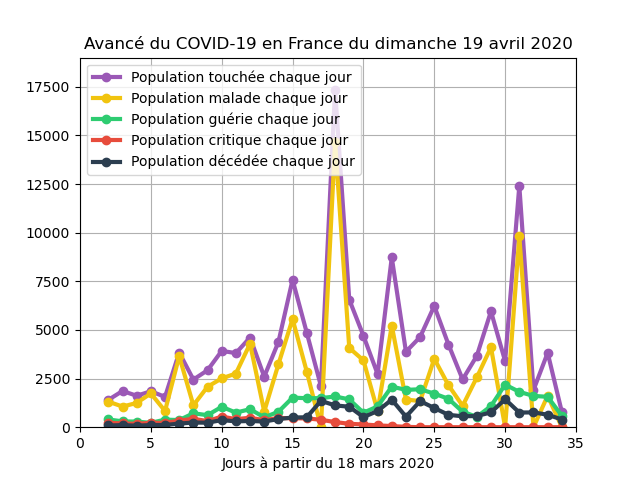 Avancé du COVID-19 en France du dimanche 19 avril 2020
Population touchée chaque jour
Population malade chaque jour
Population guérie chaque jour
Population critique chaque jour
Population décédée chaque jour
17500
15000
12500
10000
7500
5000
2500
0
0 5 10 15 20 25 30 35
Jours à partir du 18 mars 2020